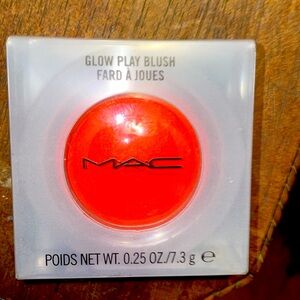 GLOW PLAY BLUSH
FARD À JOUES
MAC
POIDS NET WT. 0.25 OZ./7.3 g ℮